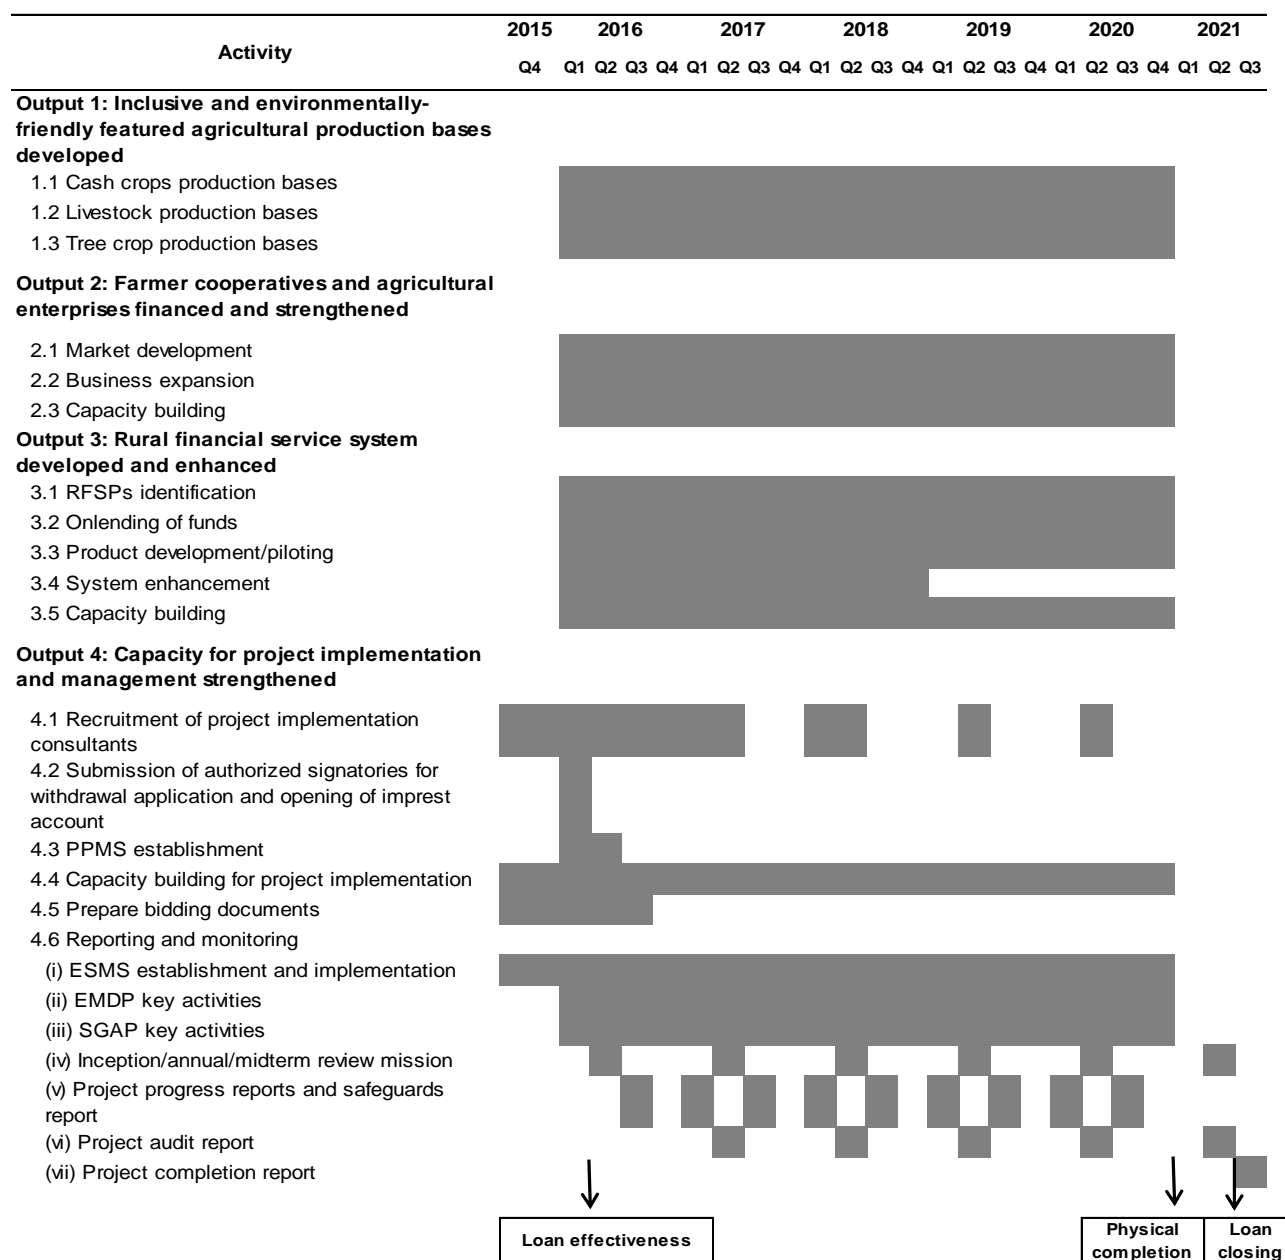 2015 2016 2017 2018 2019 2020 2021
Activity
Q4 Q1 Q2 Q3 Q4 Q1 Q2 Q3 Q4 Q1 Q2 Q3 Q4 Q1 Q2 Q3 Q4 Q1 Q2 Q3 Q4 Q1 Q2 Q3
Output 1: Inclusive and environmentally-
friendly featured agricultural production bases
developed
1.1 Cash crops production bases
1.2 Livestock production bases
1.3 Tree crop production bases
Output 2: Farmer cooperatives and agricultural
enterprises financed and strengthened
2.1 Market development
2.2 Business expansion
2.3 Capacity building
Output 3: Rural financial service system
developed and enhanced
3.1 RFSPs identification
3.2 Onlending of funds
3.3 Product development/piloting
3.4 System enhancement
3.5 Capacity building
Output 4: Capacity for project implementation
and management strengthened
4.1 Recruitment of project implementation
consultants
4.2 Submission of authorized signatories for
withdrawal application and opening of imprest
account
4.3 PPMS establishment
4.4 Capacity building for project implementation
4.5 Prepare bidding documents
4.6 Reporting and monitoring
(i) ESMS establishment and implementation
(ii) EMDP key activities
(iii) SGAP key activities
(iv) Inception/annual/midterm review mission
(v) Project progress reports and safeguards
report
(vi) Project audit report
(vii) Project completion report
Loan effectiveness
Physical
completion
Loan
closing